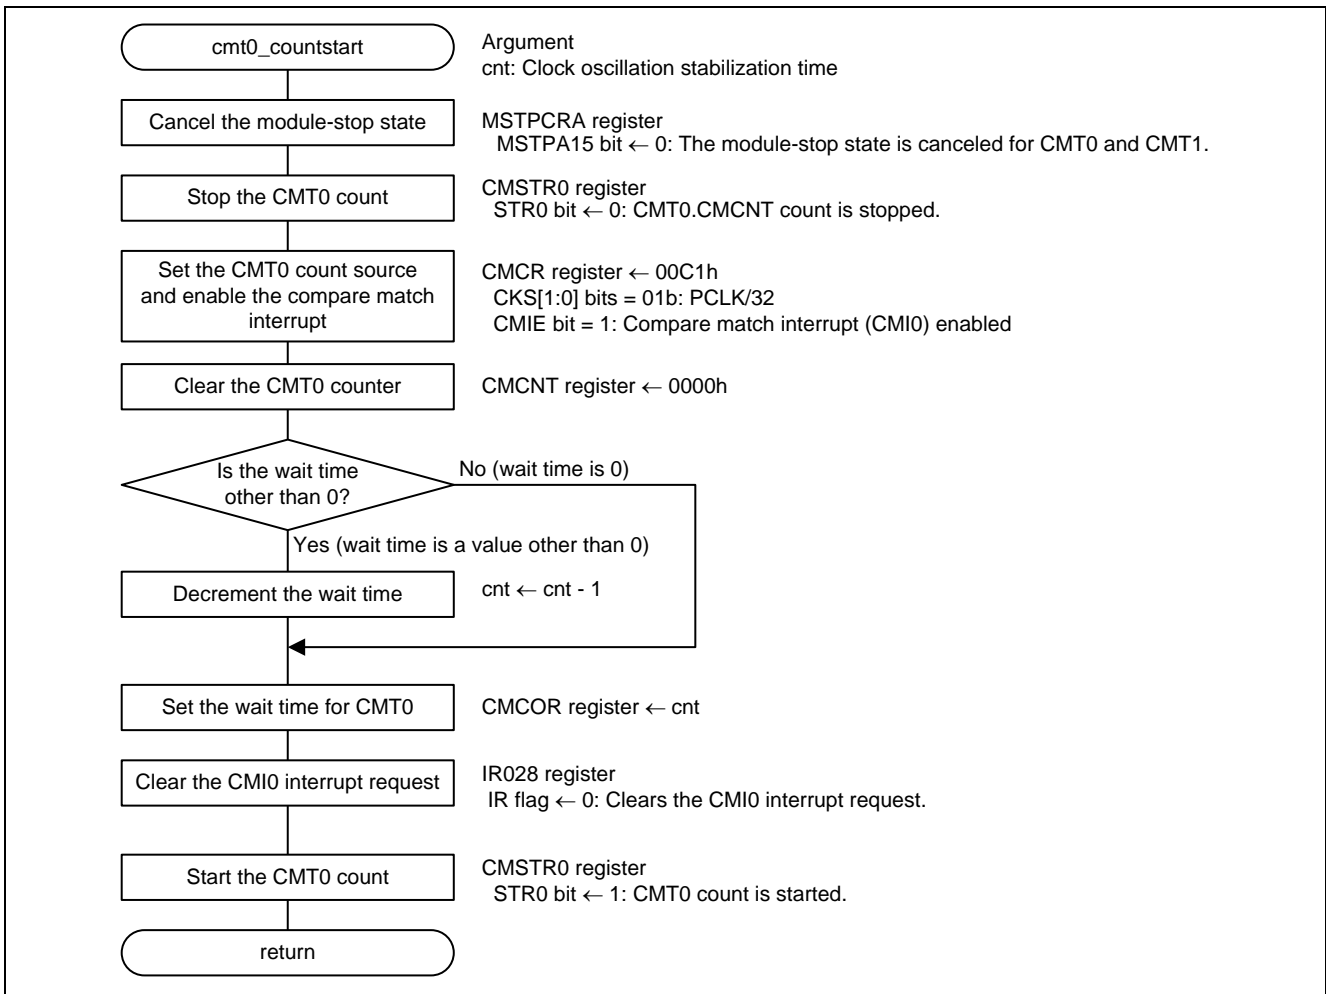 cmt0_countstart
Argument
cnt: Clock oscillation stabilization time
Cancel the module-stop state
MSTPCRA register
MSTPA15 bit ← 0: The module-stop state is canceled for CMT0 and CMT1.
Stop the CMT0 count
CMSTR0 register
STR0 bit ← 0: CMT0.CMCNT count is stopped.
Set the CMT0 count source
and enable the compare match
interrupt
CMCR register ← 00C1h
CKS[1:0] bits = 01b: PCLK/32
CMIE bit = 1: Compare match interrupt (CMI0) enabled
Clear the CMT0 counter
CMCNT register ← 0000h
Is the wait time
other than 0?
No (wait time is 0)
Yes (wait time is a value other than 0)
Decrement the wait time
cnt ← cnt - 1
Set the wait time for CMT0
CMCOR register ← cnt
Clear the CMI0 interrupt request
IR028 register
IR flag ← 0: Clears the CMI0 interrupt request.
Start the CMT0 count
CMSTR0 register
STR0 bit ← 1: CMT0 count is started.
return